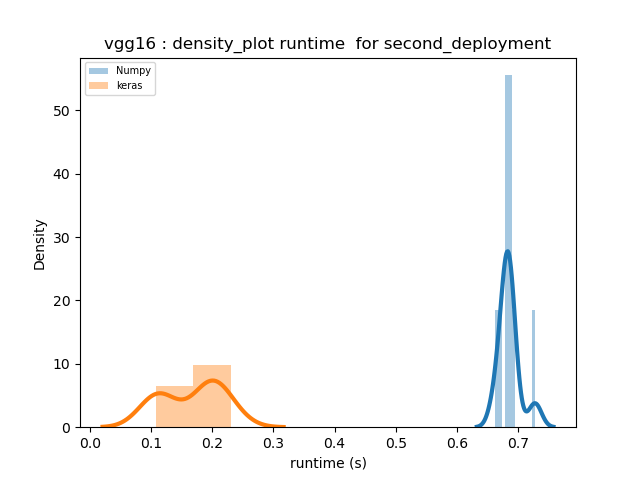 vgg16 : density_plot runtime  for second_deployment
Numpy
keras
Density
50
40
30
20
10
0
0.0 0.1 0.2 0.3 0.4 0.5 0.6 0.7
runtime (s)